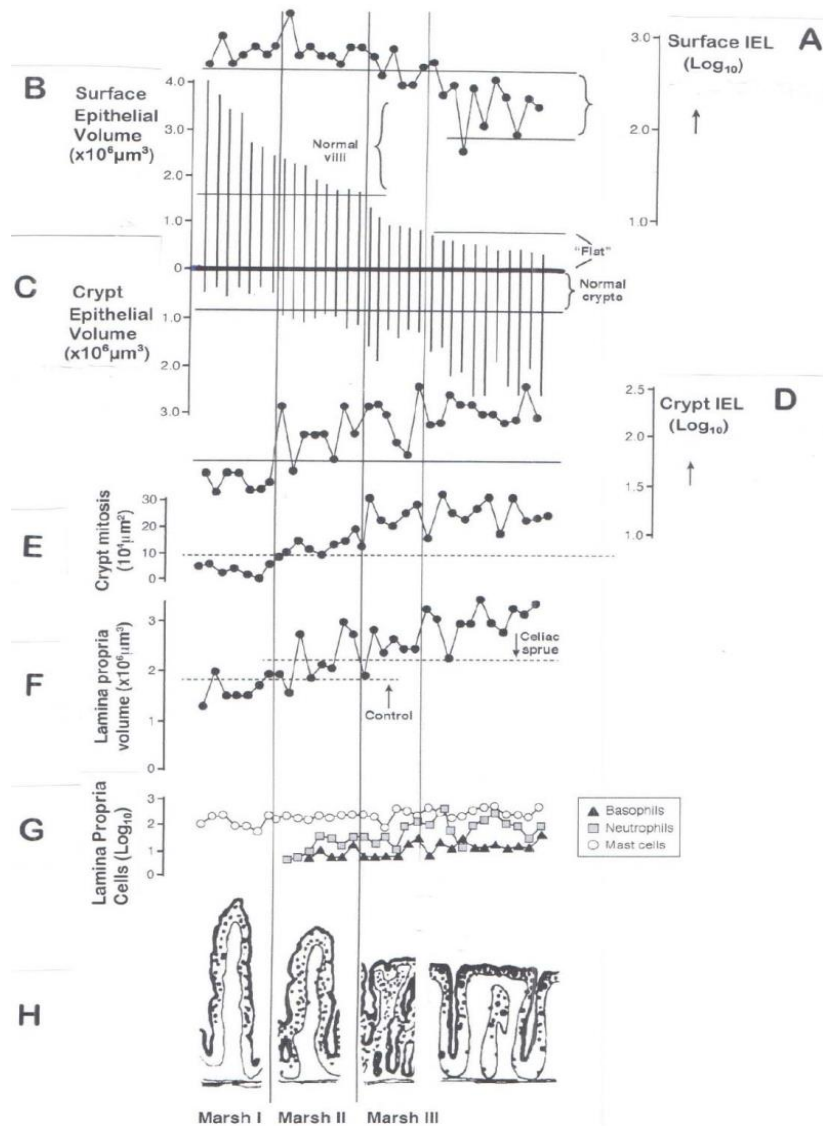 A
3.0
Surface IEL
(Log10)
2.0
1.0
B
Surface
Epithelial
Volume
(x10⁶µm³)
4.0
3.0
2.0
1.0
0
Normal
villi
"Flat"
Normal
crypts
C
Crypt
Epithelial
Volume
(x10⁶µm³)
1.0
2.0
3.0
D
2.5
Crypt IEL
(Log10)
2.0
1.5
1.0
E
Crypt mitosis
(10⁴µm²)
30
20
10
0
F
Lamina propria
volume (x10⁶µm³)
3
2
1
0
Celiac
sprue
Control
G
Lamina Propria
Cells (Log10)
3
2
1
0
Basophils
Neutrophils
Mast cells
H
Marsh I
Marsh II
Marsh III